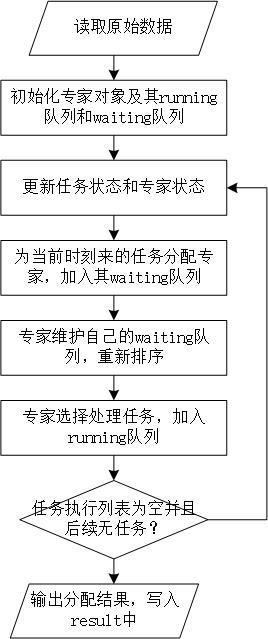 读取原始数据
初始化专家对象及其running
队列和waiting队列
更新任务状态和专家状态
为当前时刻来的任务分配专
家，加入其waiting队列
专家维护自己的waiting队
列，重新排序
专家选择处理任务，加入
running队列
任务执行列表为空并且
后续无任务？
输出分配结果，写入
result中